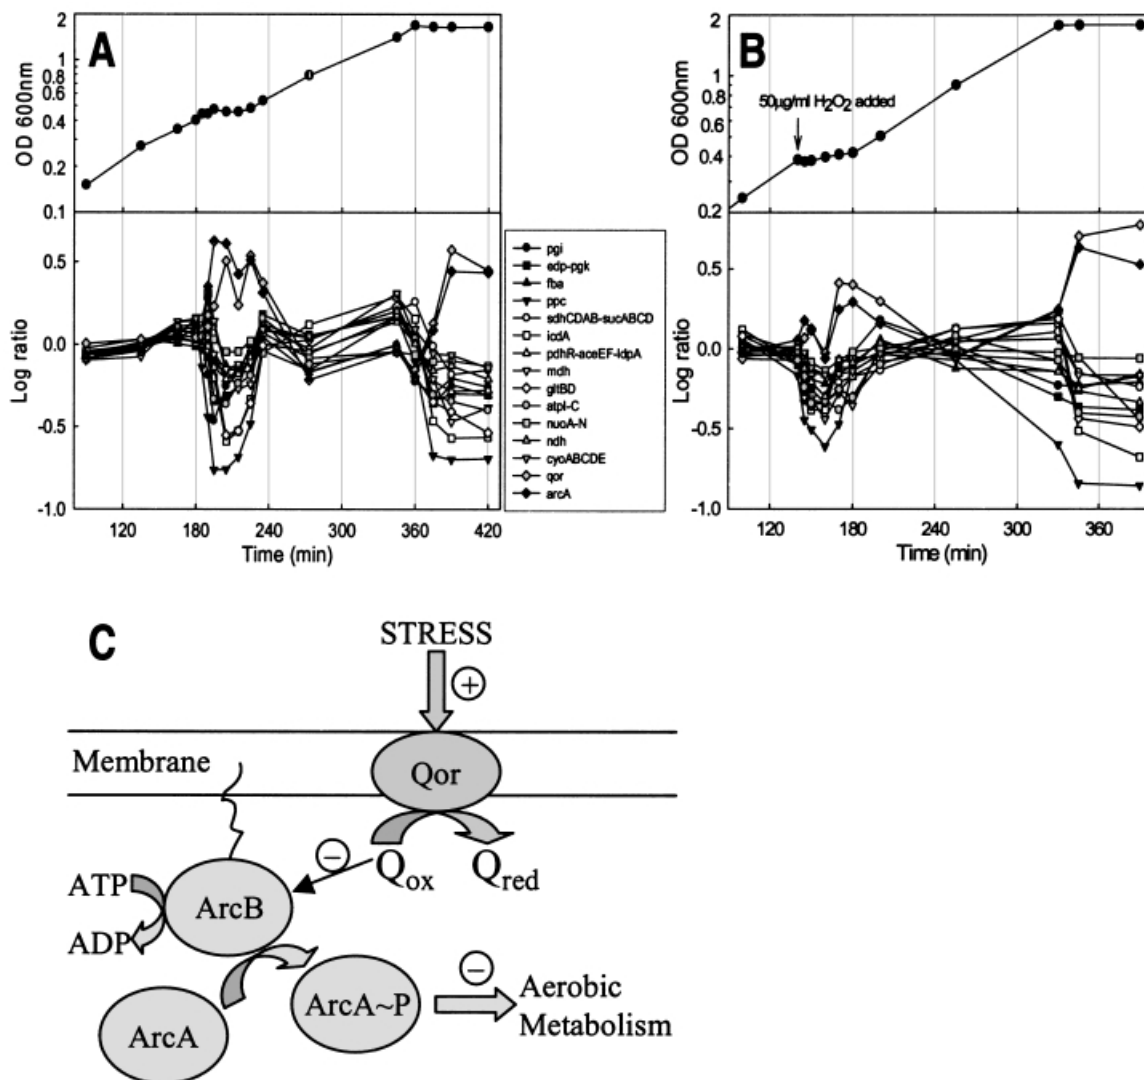 A
OD 600nm
2
1
0.8
0.6
0.4
0.2
0.1
Log ratio
0.5
0.0
-0.5
-1.0
120 180 240 300 360 420
Time (min)
pgi
edp-pgk
fba
ppc
sdhCDAB-sucABCD
icdA
pdhR-aceEF-ldpA
mdh
gltBD
atpI-C
nuoA-N
ndh
cyoABCDE
qor
arcA
B
50µg/ml H₂O₂ added
OD 600nm
2
1
0.8
0.6
0.4
0.2
Log ratio
0.5
0.0
-0.5
-1.0
120 180 240 300 360
Time (min)
C
STRESS
+
Membrane
Qor
−
Qox
Qred
ATP
ArcB
ADP
−
ArcA~P
Aerobic
Metabolism
ArcA